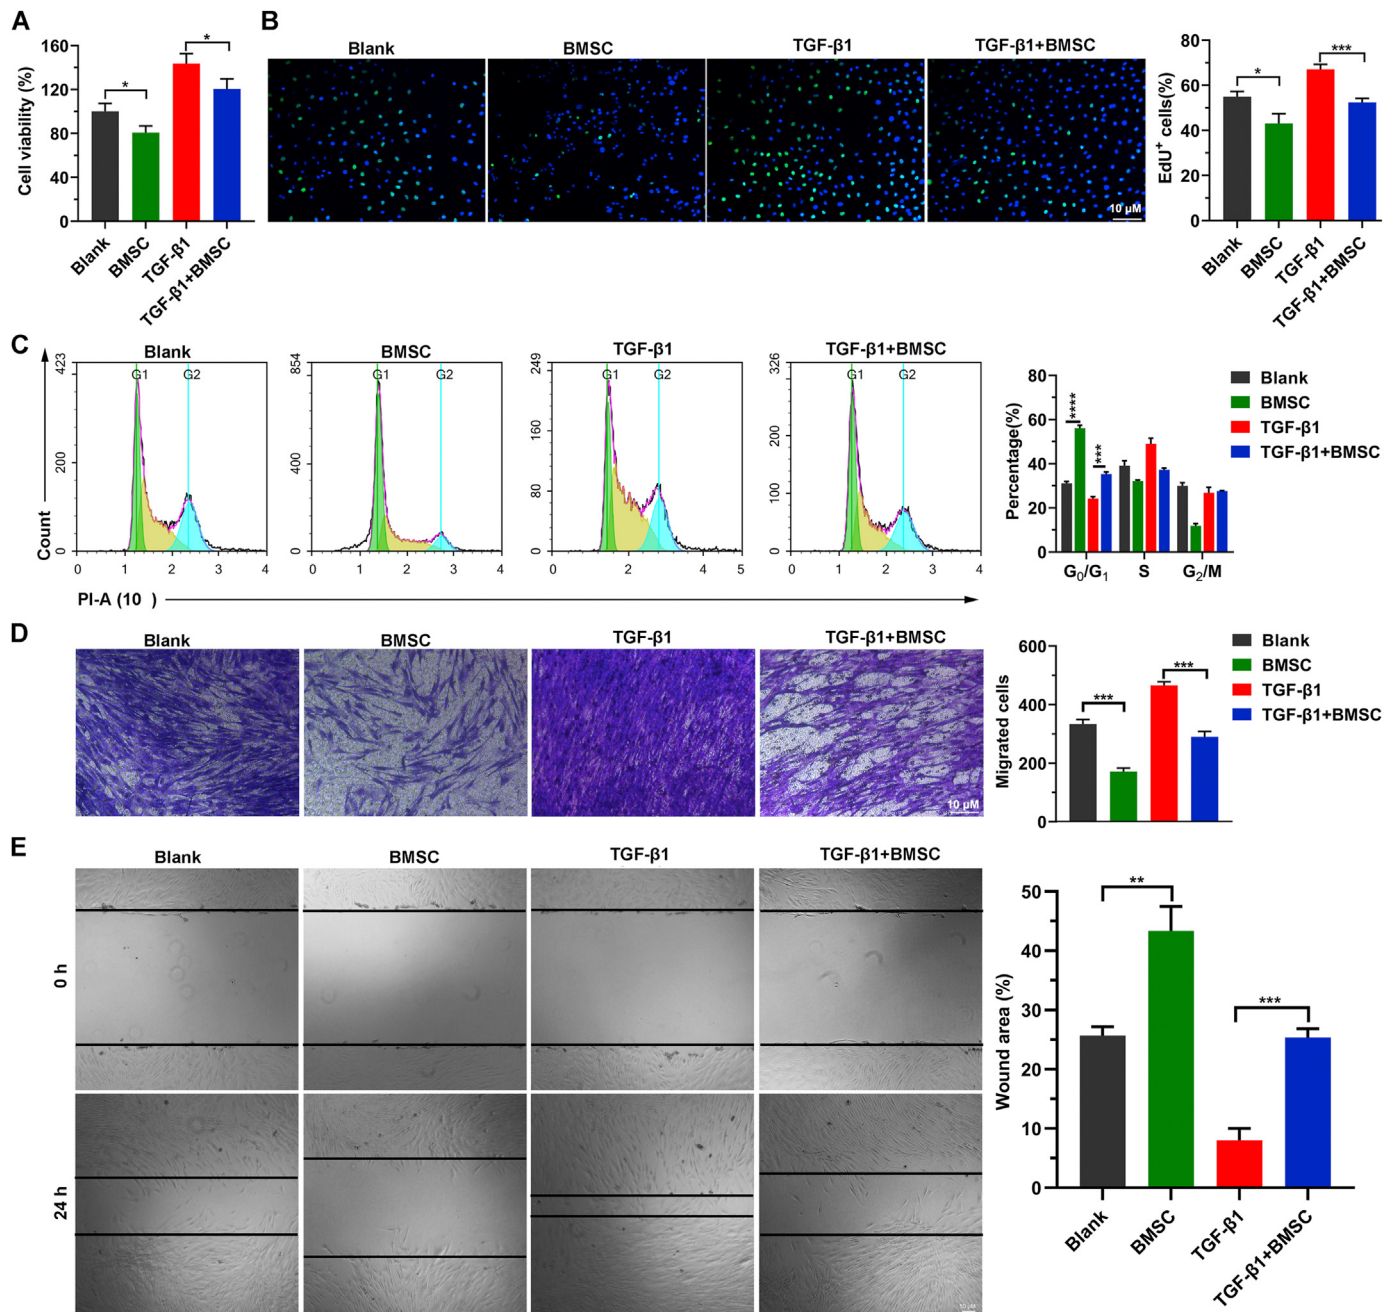 A
Cell viability (%)
160
120
80
40
0
*
*
Blank
BMSC
TGF-β1
TGF-β1+BMSC
B
Blank
BMSC
TGF-β1
TGF-β1+BMSC
10 μM
EdU+ cells(%)
80
60
40
20
0
*
***
Blank
BMSC
TGF-β1
TGF-β1+BMSC
C
Count
Blank
423
200
0
G1
G2
0 1 2 3 4
BMSC
854
400
0
G1
G2
0 1 2 3 4
TGF-β1
249
160
80
0
G1
G2
0 1 2 3 4 5
TGF-β1+BMSC
326
200
100
0
G1
G2
0 1 2 3 4
PI-A (10 )
Percentage(%)
80
60
40
20
0
****
***
G0/G1
S
G2/M
Blank
BMSC
TGF-β1
TGF-β1+BMSC
D
Blank
BMSC
TGF-β1
TGF-β1+BMSC
10 μM
Migrated cells
600
400
200
0
***
***
Blank
BMSC
TGF-β1
TGF-β1+BMSC
E
Blank
BMSC
TGF-β1
TGF-β1+BMSC
0 h
24 h
10 μM
Wound area (%)
50
40
30
20
10
0
**
***
Blank
BMSC
TGF-β1
TGF-β1+BMSC